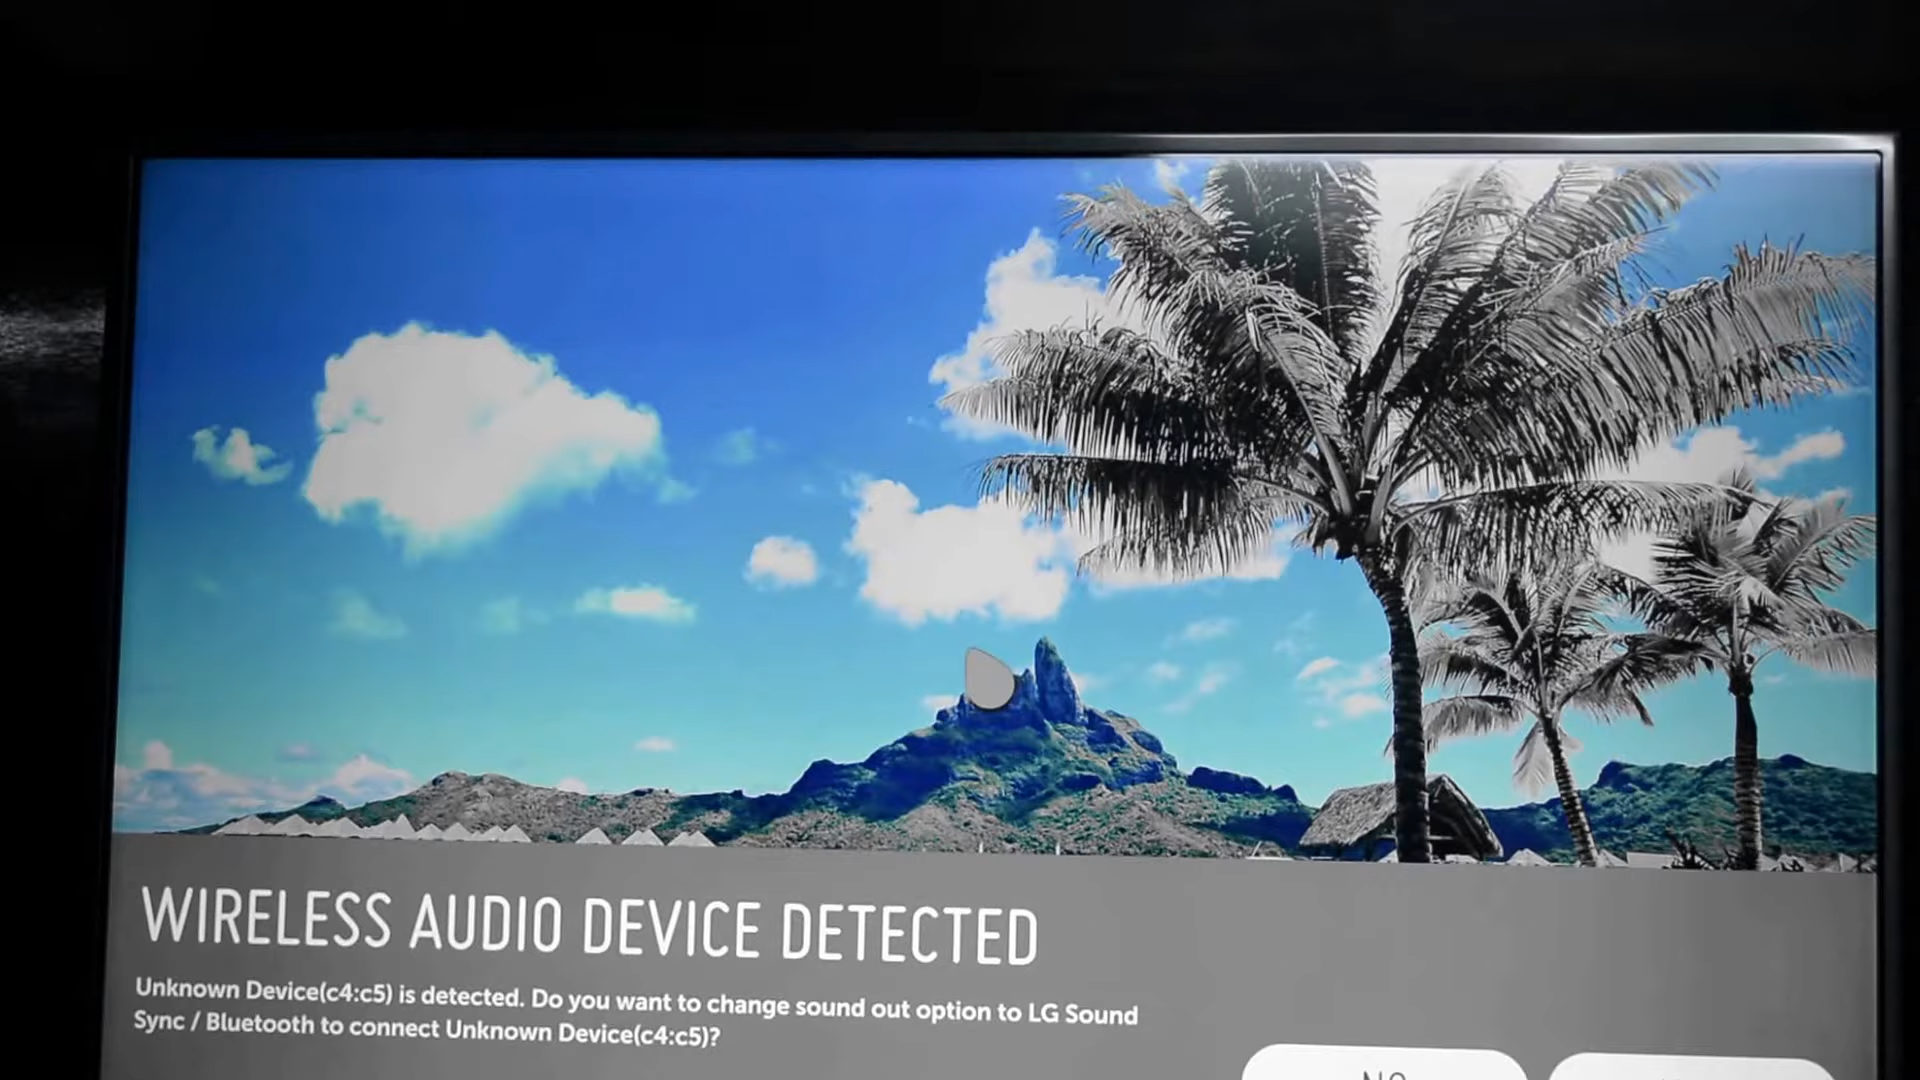 WIRELESS AUDIO DEVICE DETECTED
Unknown Device(c4:c5) is detected. Do you want to change sound out option to LG Sound
Sync / Bluetooth to connect Unknown Device(c4:c5)?
NO